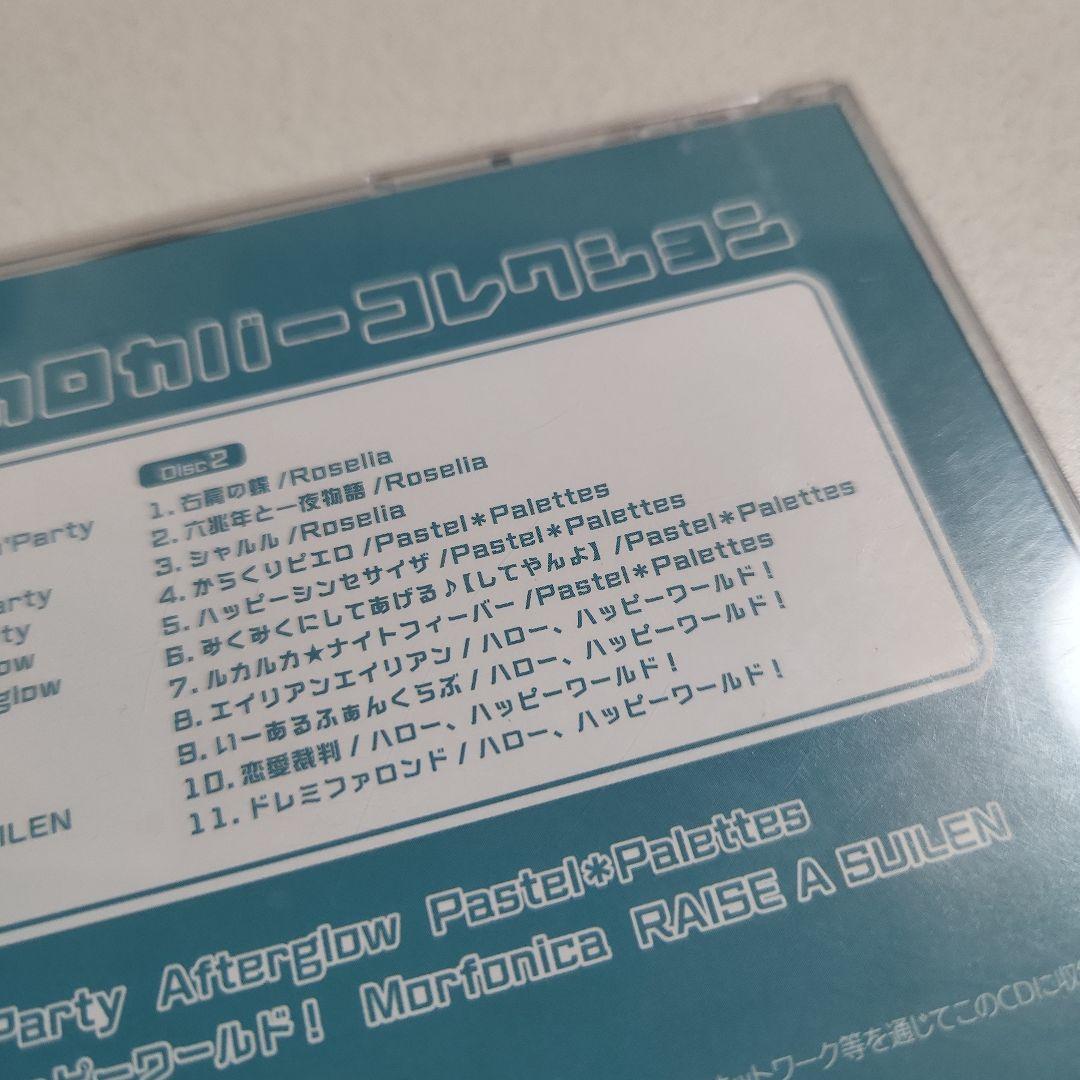 カロカバーコレクション
Disc2
1. 右肩の蝶 /Roselia
2. 六兆年と一夜物語 /Roselia
3. シャルル /Roselia
4. からくりピエロ /Pastel＊Palettes
5. ハッピーシンセサイザ /Pastel＊Palettes
6. みくみくにしてあげる♪【してやんよ】 /Pastel＊Palettes
7. ルカルカ★ナイトフィーバー /Pastel＊Palettes
8. エイリアンエイリアン / ハロー、ハッピーワールド！
9. いーあるふぁんくらぶ / ハロー、ハッピーワールド！
10. 恋愛裁判 / ハロー、ハッピーワールド！
11. ドレミファロンド / ハロー、ハッピーワールド！
'Party
arty
ty
ow
glow
ILEN
Party Afterglow Pastel＊Palettes
ピーワールド！ Morfonica RAISE A SUILEN
ネットワーク等を通じてこのCDに収